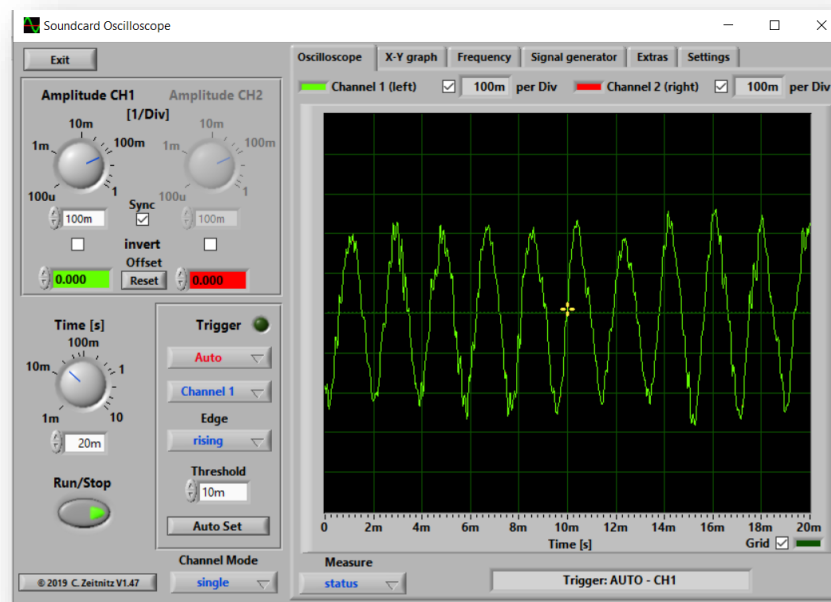 Soundcard Oscilloscope
Exit
Amplitude CH1 Amplitude CH2
[1/Div]
10m
1m 100m
100u 1
10m
1m 100m
100u 1
Sync
100m 100m
invert
Offset
0.000 Reset 0.000
Time [s]
100m
10m 1
1m 10
20m
Run/Stop
© 2019 C. Zeitnitz V1.47
Trigger
Auto
Channel 1
Edge
rising
Threshold
10m
Auto Set
Channel Mode
single
Oscilloscope X-Y graph Frequency Signal generator Extras Settings
Channel 1 (left) 100m per Div Channel 2 (right) 100m per Div
0 2m 4m 6m 8m 10m 12m 14m 16m 18m 20m
Time [s]
Grid
Measure
status
Trigger: AUTO - CH1